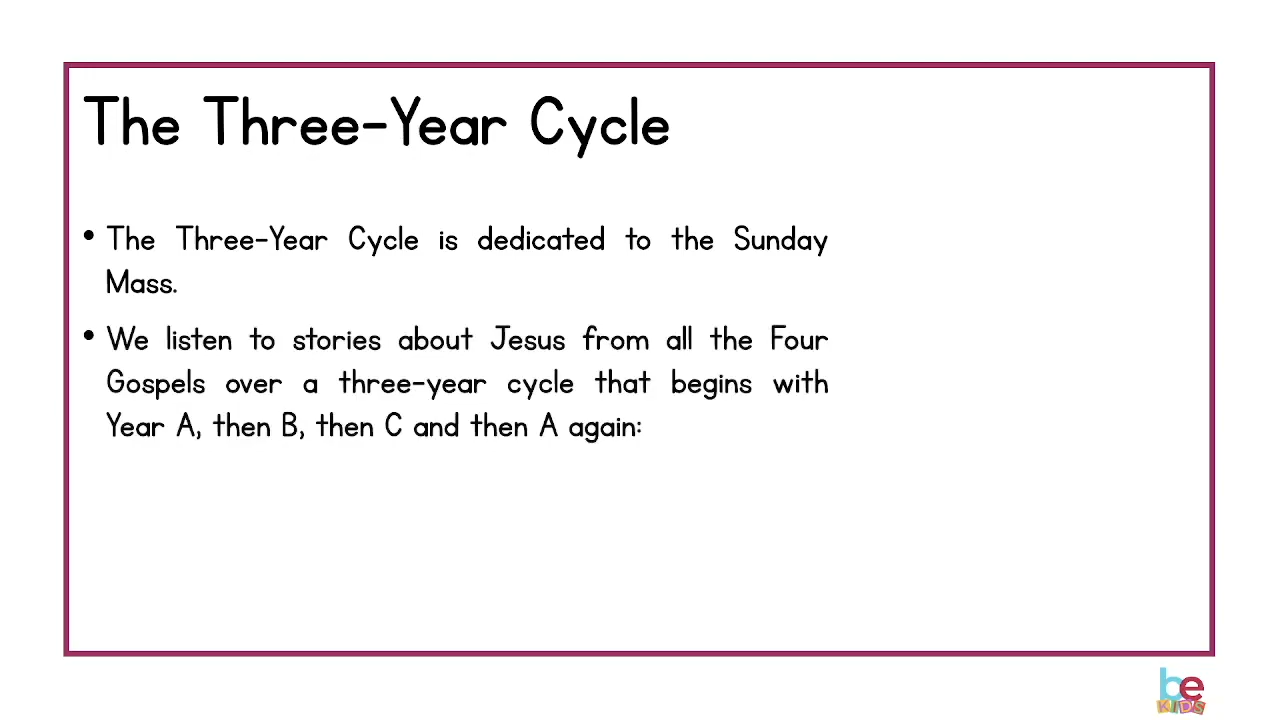 The Three-Year Cycle
• The Three-Year Cycle is dedicated to the Sunday
Mass.
• We listen to stories about Jesus from all the Four
Gospels over a three-year cycle that begins with
Year A, then B, then C and then A again:
be
KIDS